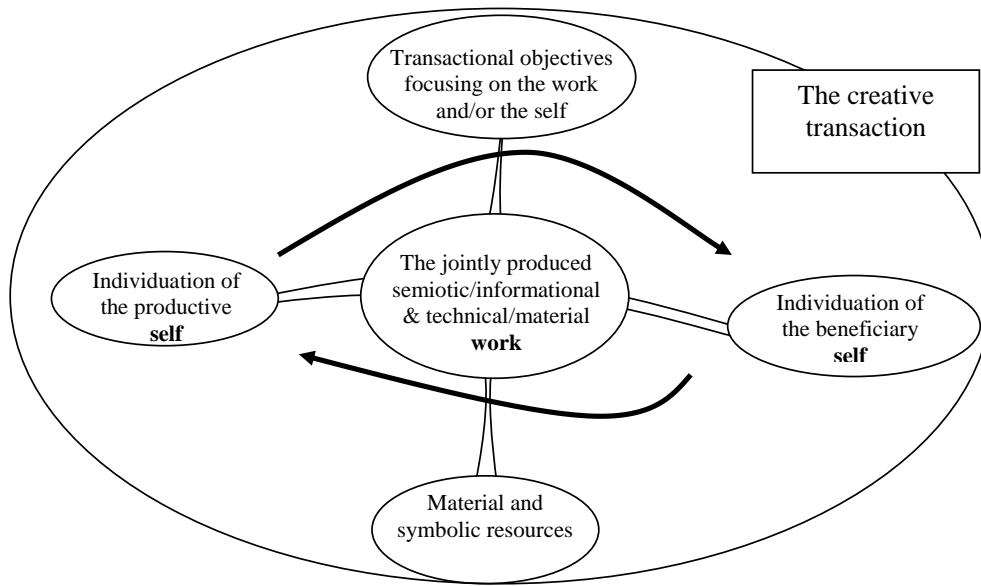 Transactional objectives
focusing on the work
and/or the self
The creative
transaction
Individuation of
the productive
self
The jointly produced
semiotic/informational
& technical/material
work
Individuation of
the beneficiary
self
Material and
symbolic resources